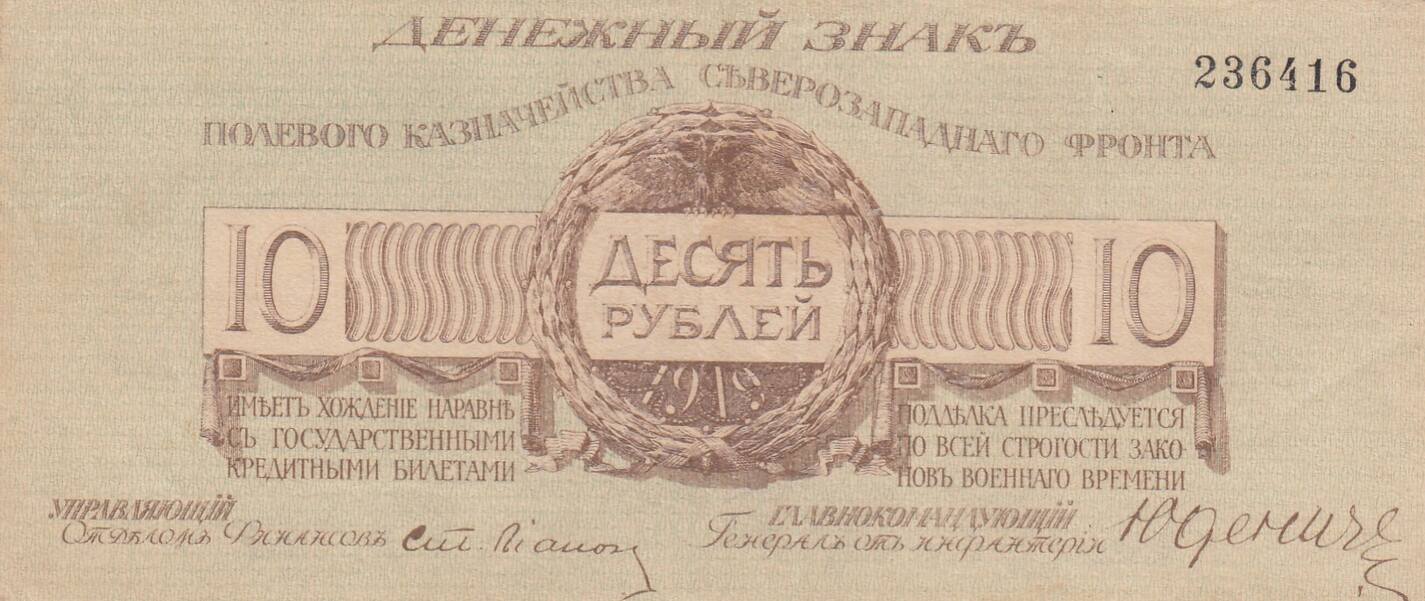 ДЕНЕЖНЫЙ ЗНАКЪ
236416
ПОЛЕВОГО КАЗНАЧЕЙСТВА СѢВЕРОЗАПАДНАГО ФРОНТА
10
ДЕСЯТЬ
РУБЛЕЙ
10
1919
ИМѢЕТЪ ХОЖДЕНІЕ НАРАВНѢ
СЪ ГОСУДАРСТВЕННЫМИ
КРЕДИТНЫМИ БИЛЕТАМИ
ПОДДѢЛКА ПРЕСЛѢДУЕТСЯ
ПО ВСЕЙ СТРОГОСТИ ЗАКО-
НОВЪ ВОЕННАГО ВРЕМЕНИ
УПРАВЛЯЮЩІЙ
Отдѣломъ Финансовъ
ГЛАВНОКОМАНДУЮЩІЙ
Генералъ отъ инфантеріи Юденичъ